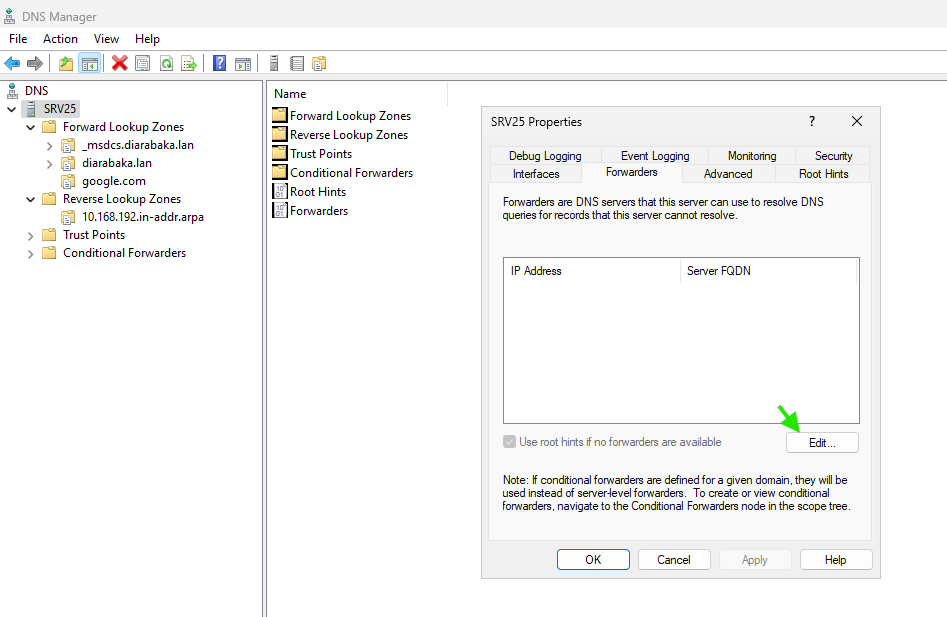 DNS Manager
File Action View Help
DNS
SRV25
Forward Lookup Zones
_msdcs.diarabaka.lan
diarabaka.lan
google.com
Reverse Lookup Zones
10.168.192.in-addr.arpa
Trust Points
Conditional Forwarders
Name
Forward Lookup Zones
Reverse Lookup Zones
Trust Points
Conditional Forwarders
Root Hints
Forwarders
SRV25 Properties
Debug Logging Event Logging Monitoring Security
Interfaces Forwarders Advanced Root Hints
Forwarders are DNS servers that this server can use to resolve DNS
queries for records that this server cannot resolve.
IP Address Server FQDN
Use root hints if no forwarders are available
Edit...
Note: If conditional forwarders are defined for a given domain, they will be
used instead of server-level forwarders. To create or view conditional
forwarders, navigate to the Conditional Forwarders node in the scope tree.
OK Cancel Apply Help